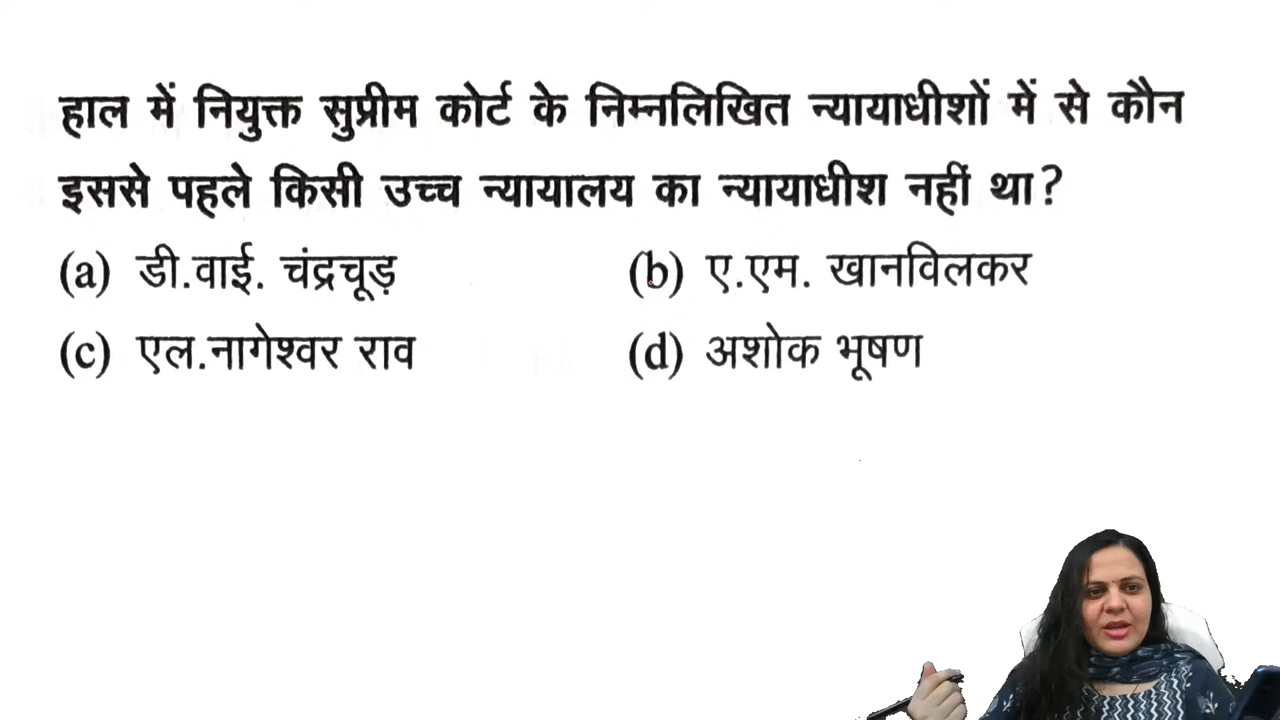 हाल में नियुक्त सुप्रीम कोर्ट के निम्नलिखित न्यायाधीशों में से कौन
इससे पहले किसी उच्च न्यायालय का न्यायाधीश नहीं था?
(a) डी.वाई. चंद्रचूड़ (b) ए.एम. खानविलकर
(c) एल.नागेश्वर राव (d) अशोक भूषण